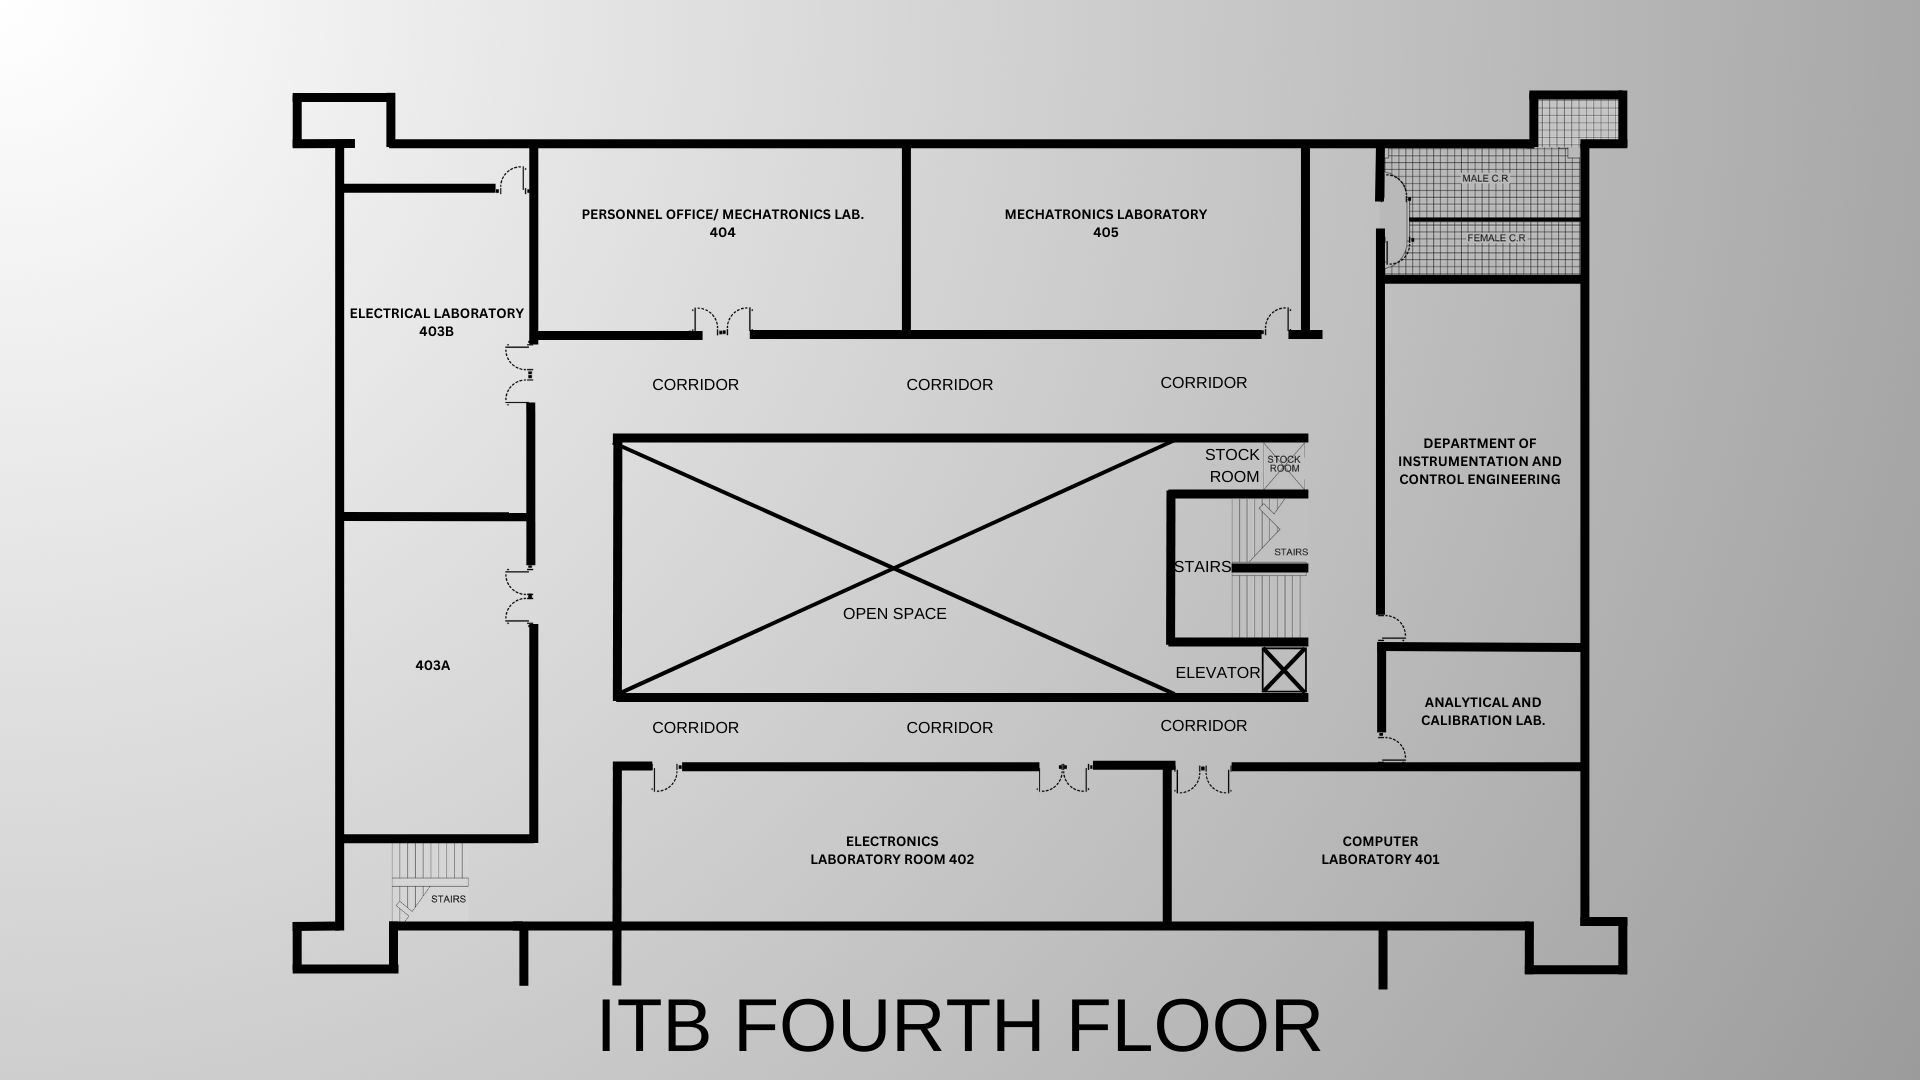 MALE C.R
PERSONNEL OFFICE/ MECHATRONICS LAB.
404
MECHATRONICS LABORATORY
405
FEMALE C.R
ELECTRICAL LABORATORY
403B
CORRIDOR
CORRIDOR
CORRIDOR
STOCK
ROOM
STOCK
ROOM
DEPARTMENT OF
INSTRUMENTATION AND
CONTROL ENGINEERING
STAIRS
STAIRS
OPEN SPACE
403A
ELEVATOR
ANALYTICAL AND
CALIBRATION LAB.
CORRIDOR
CORRIDOR
CORRIDOR
ELECTRONICS
LABORATORY ROOM 402
COMPUTER
LABORATORY 401
STAIRS
ITB FOURTH FLOOR